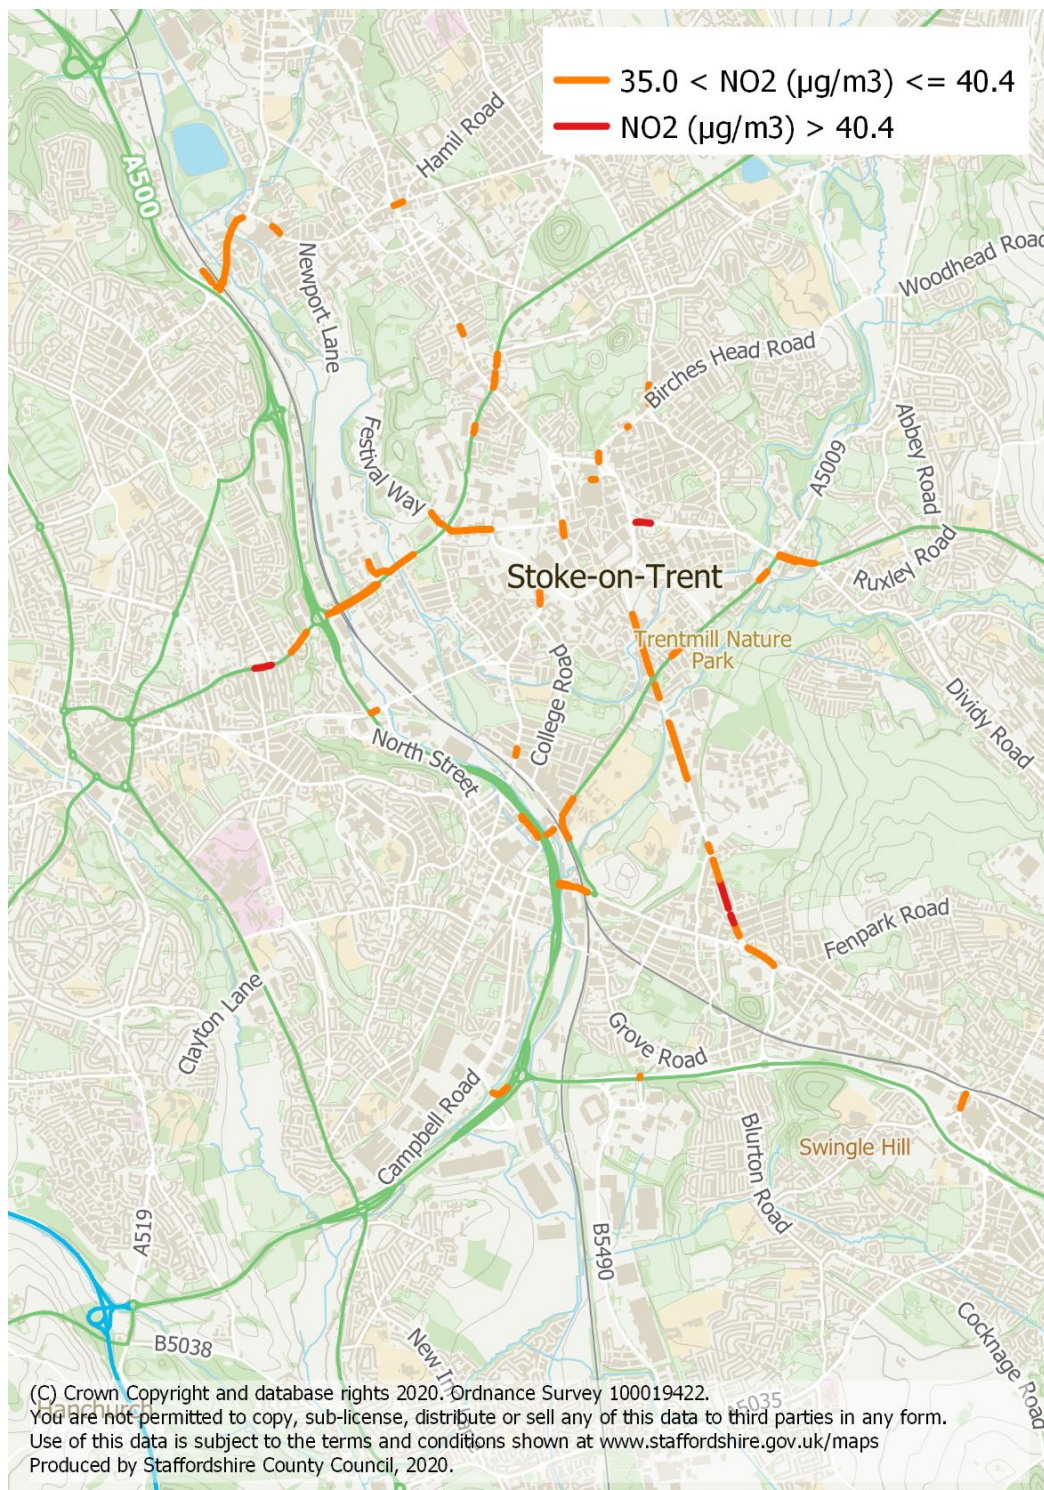 35.0 < NO2 (µg/m3) <= 40.4
NO2 (µg/m3) > 40.4
Hamil Road
A500
Newport Lane
Woodhead Road
Birches Head Road
Abbey Road
A5009
Festival Way
Ruxley Road
Stoke-on-Trent
Trentmill Nature
Park
College Road
Dividy Road
North Street
Fenpark Road
Clayton Lane
Grove Road
Campbell Road
Blurton Road
Swingle Hill
A519
B5490
B5038
New In
Cocknage Road
A5035
Hanchurch
(C) Crown Copyright and database rights 2020. Ordnance Survey 100019422.
You are not permitted to copy, sub-license, distribute or sell any of this data to third parties in any form.
Use of this data is subject to the terms and conditions shown at www.staffordshire.gov.uk/maps
Produced by Staffordshire County Council, 2020.